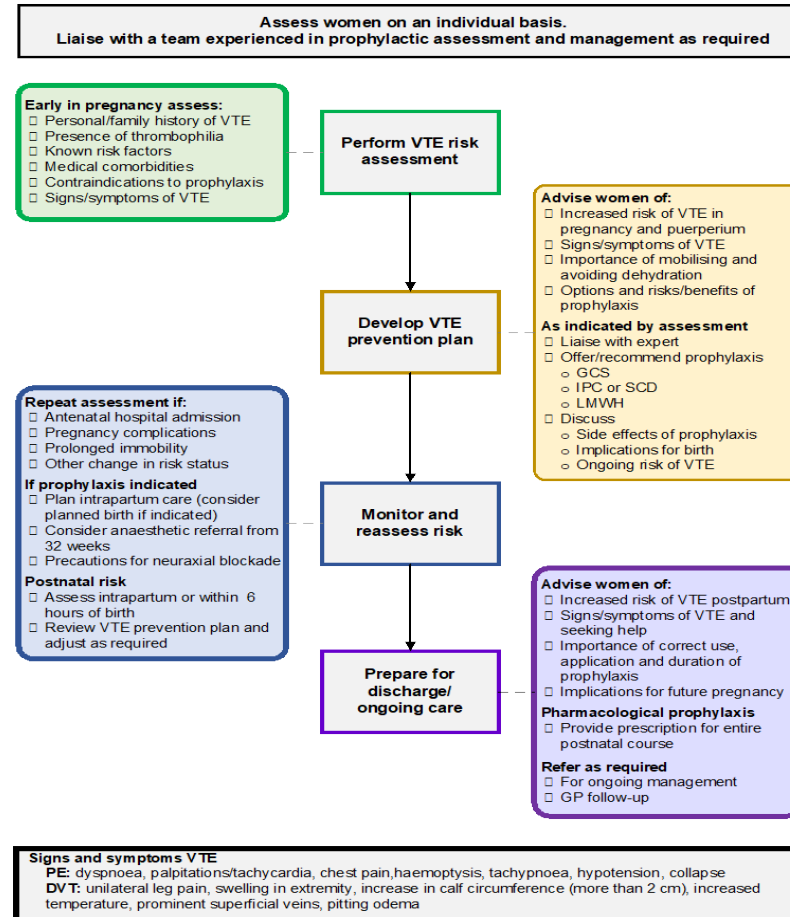 Assess women on an individual basis.
Liaise with a team experienced in prophylactic assessment and management as required
Early in pregnancy assess:
□ Personal/family history of VTE
□ Presence of thrombophilia
□ Known risk factors
□ Medical comorbidities
□ Contraindications to prophylaxis
□ Signs/symptoms of VTE
Perform VTE risk
assessment
Advise women of:
□ Increased risk of VTE in
pregnancy and puerperium
□ Signs/symptoms of VTE
□ Importance of mobilising and
avoiding dehydration
□ Options and risks/benefits of
prophylaxis
As indicated by assessment
□ Liaise with expert
□ Offer/recommend prophylaxis
o GCS
o IPC or SCD
o LMWH
□ Discuss
o Side effects of prophylaxis
o Implications for birth
o Ongoing risk of VTE
Develop VTE
prevention plan
Repeat assessment if:
□ Antenatal hospital admission
□ Pregnancy complications
□ Prolonged immobility
□ Other change in risk status
If prophylaxis indicated
□ Plan intrapartum care (consider
planned birth if indicated)
□ Consider anaesthetic referral from
32 weeks
□ Precautions for neuraxial blockade
Postnatal risk
□ Assess intrapartum or within 6
hours of birth
□ Review VTE prevention plan and
adjust as required
Monitor and
reassess risk
Advise women of:
□ Increased risk of VTE postpartum
□ Signs/symptoms of VTE and
seeking help
□ Importance of correct use,
application and duration of
prophylaxis
□ Implications for future pregnancy
Pharmacological prophylaxis
□ Provide prescription for entire
postnatal course
Refer as required
□ For ongoing management
□ GP follow-up
Prepare for
discharge/
ongoing care
Signs and symptoms VTE
PE: dyspnoea, palpitations/tachycardia, chest pain,haemoptysis, tachypnoea, hypotension, collapse
DVT: unilateral leg pain, swelling in extremity, increase in calf circumference (more than 2 cm), increased
temperature, prominent superficial veins, pitting odema